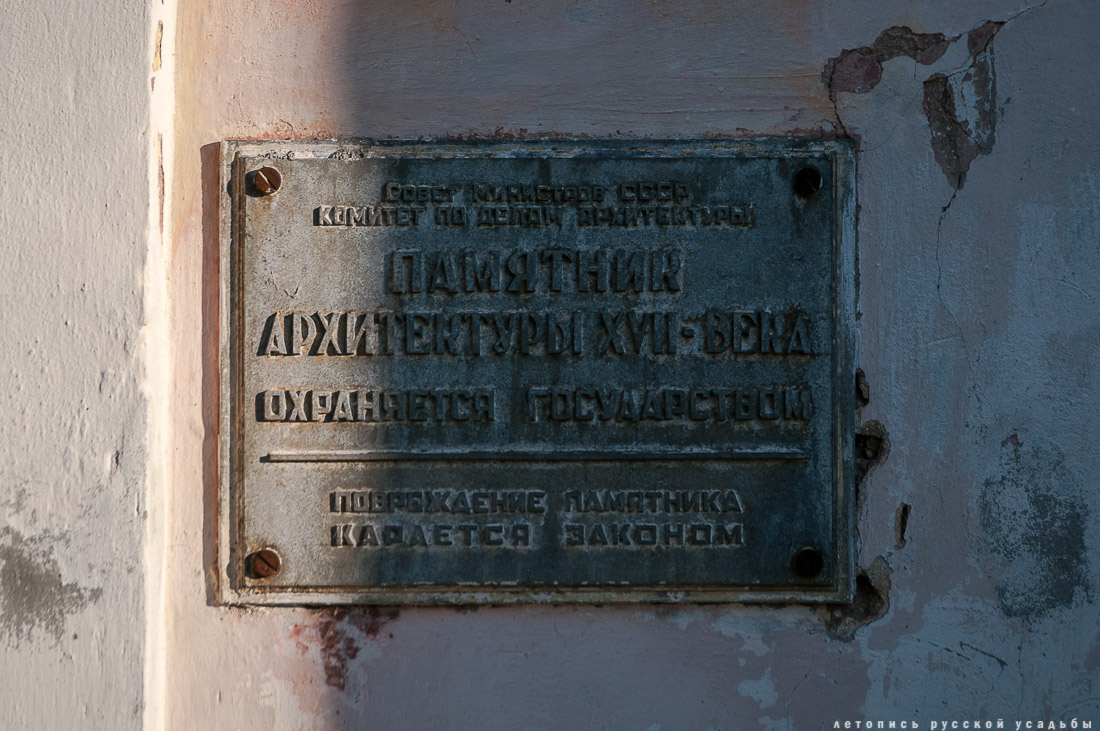 СОВЕТ МИНИСТРОВ СССР
КОМИТЕТ ПО ДЕЛАМ АРХИТЕКТУРЫ
ПАМЯТНИК
АРХИТЕКТУРЫ XVII-ВЕКА
ОХРАНЯЕТСЯ ГОСУДАРСТВОМ
ПОВРЕЖДЕНИЕ ПАМЯТНИКА
КАРАЕТСЯ ЗАКОНОМ
летопись русской усадьбы